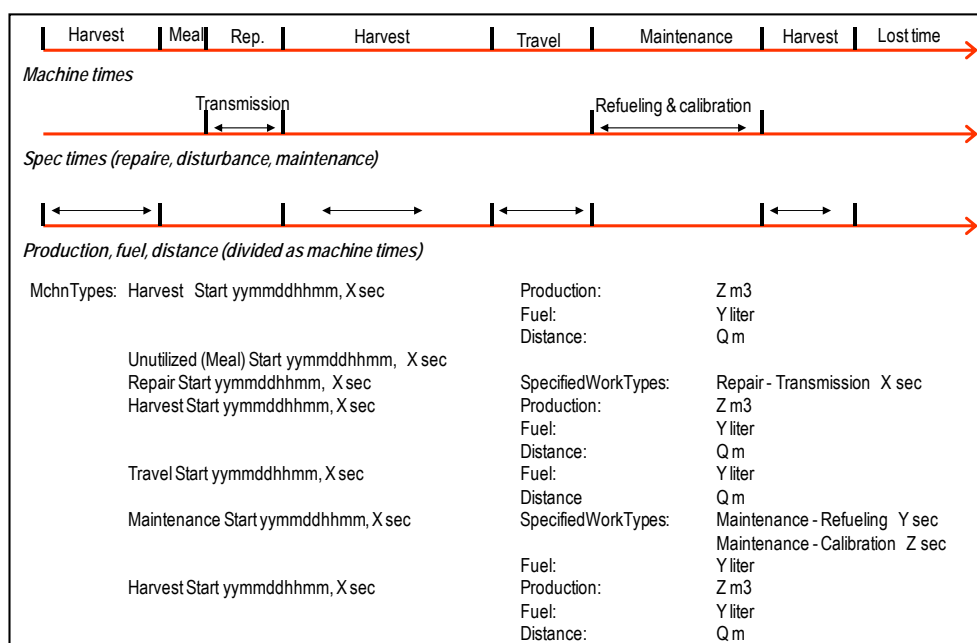 Harvest Meal Rep. Harvest Travel Maintenance Harvest Lost time
Machine times
Transmission Refueling & calibration
Spec times (repaire, disturbance, maintenance)
Production, fuel, distance (divided as machine times)
MchnTypes: Harvest Start yymmddhhmm, X sec Production: Z m3
Fuel: Y liter
Distance: Q m
Unutilized (Meal) Start yymmddhhmm, X sec
Repair Start yymmddhhmm, X sec SpecifiedWorkTypes: Repair - Transmission X sec
Harvest Start yymmddhhmm, X sec Production: Z m3
Fuel: Y liter
Distance: Q m
Travel Start yymmddhhmm, X sec Fuel: Y liter
Distance Q m
Maintenance Start yymmddhhmm, X sec SpecifiedWorkTypes: Maintenance - Refueling Y sec
Maintenance - Calibration Z sec
Fuel: Y liter
Harvest Start yymmddhhmm, X sec Production: Z m3
Fuel: Y liter
Distance: Q m